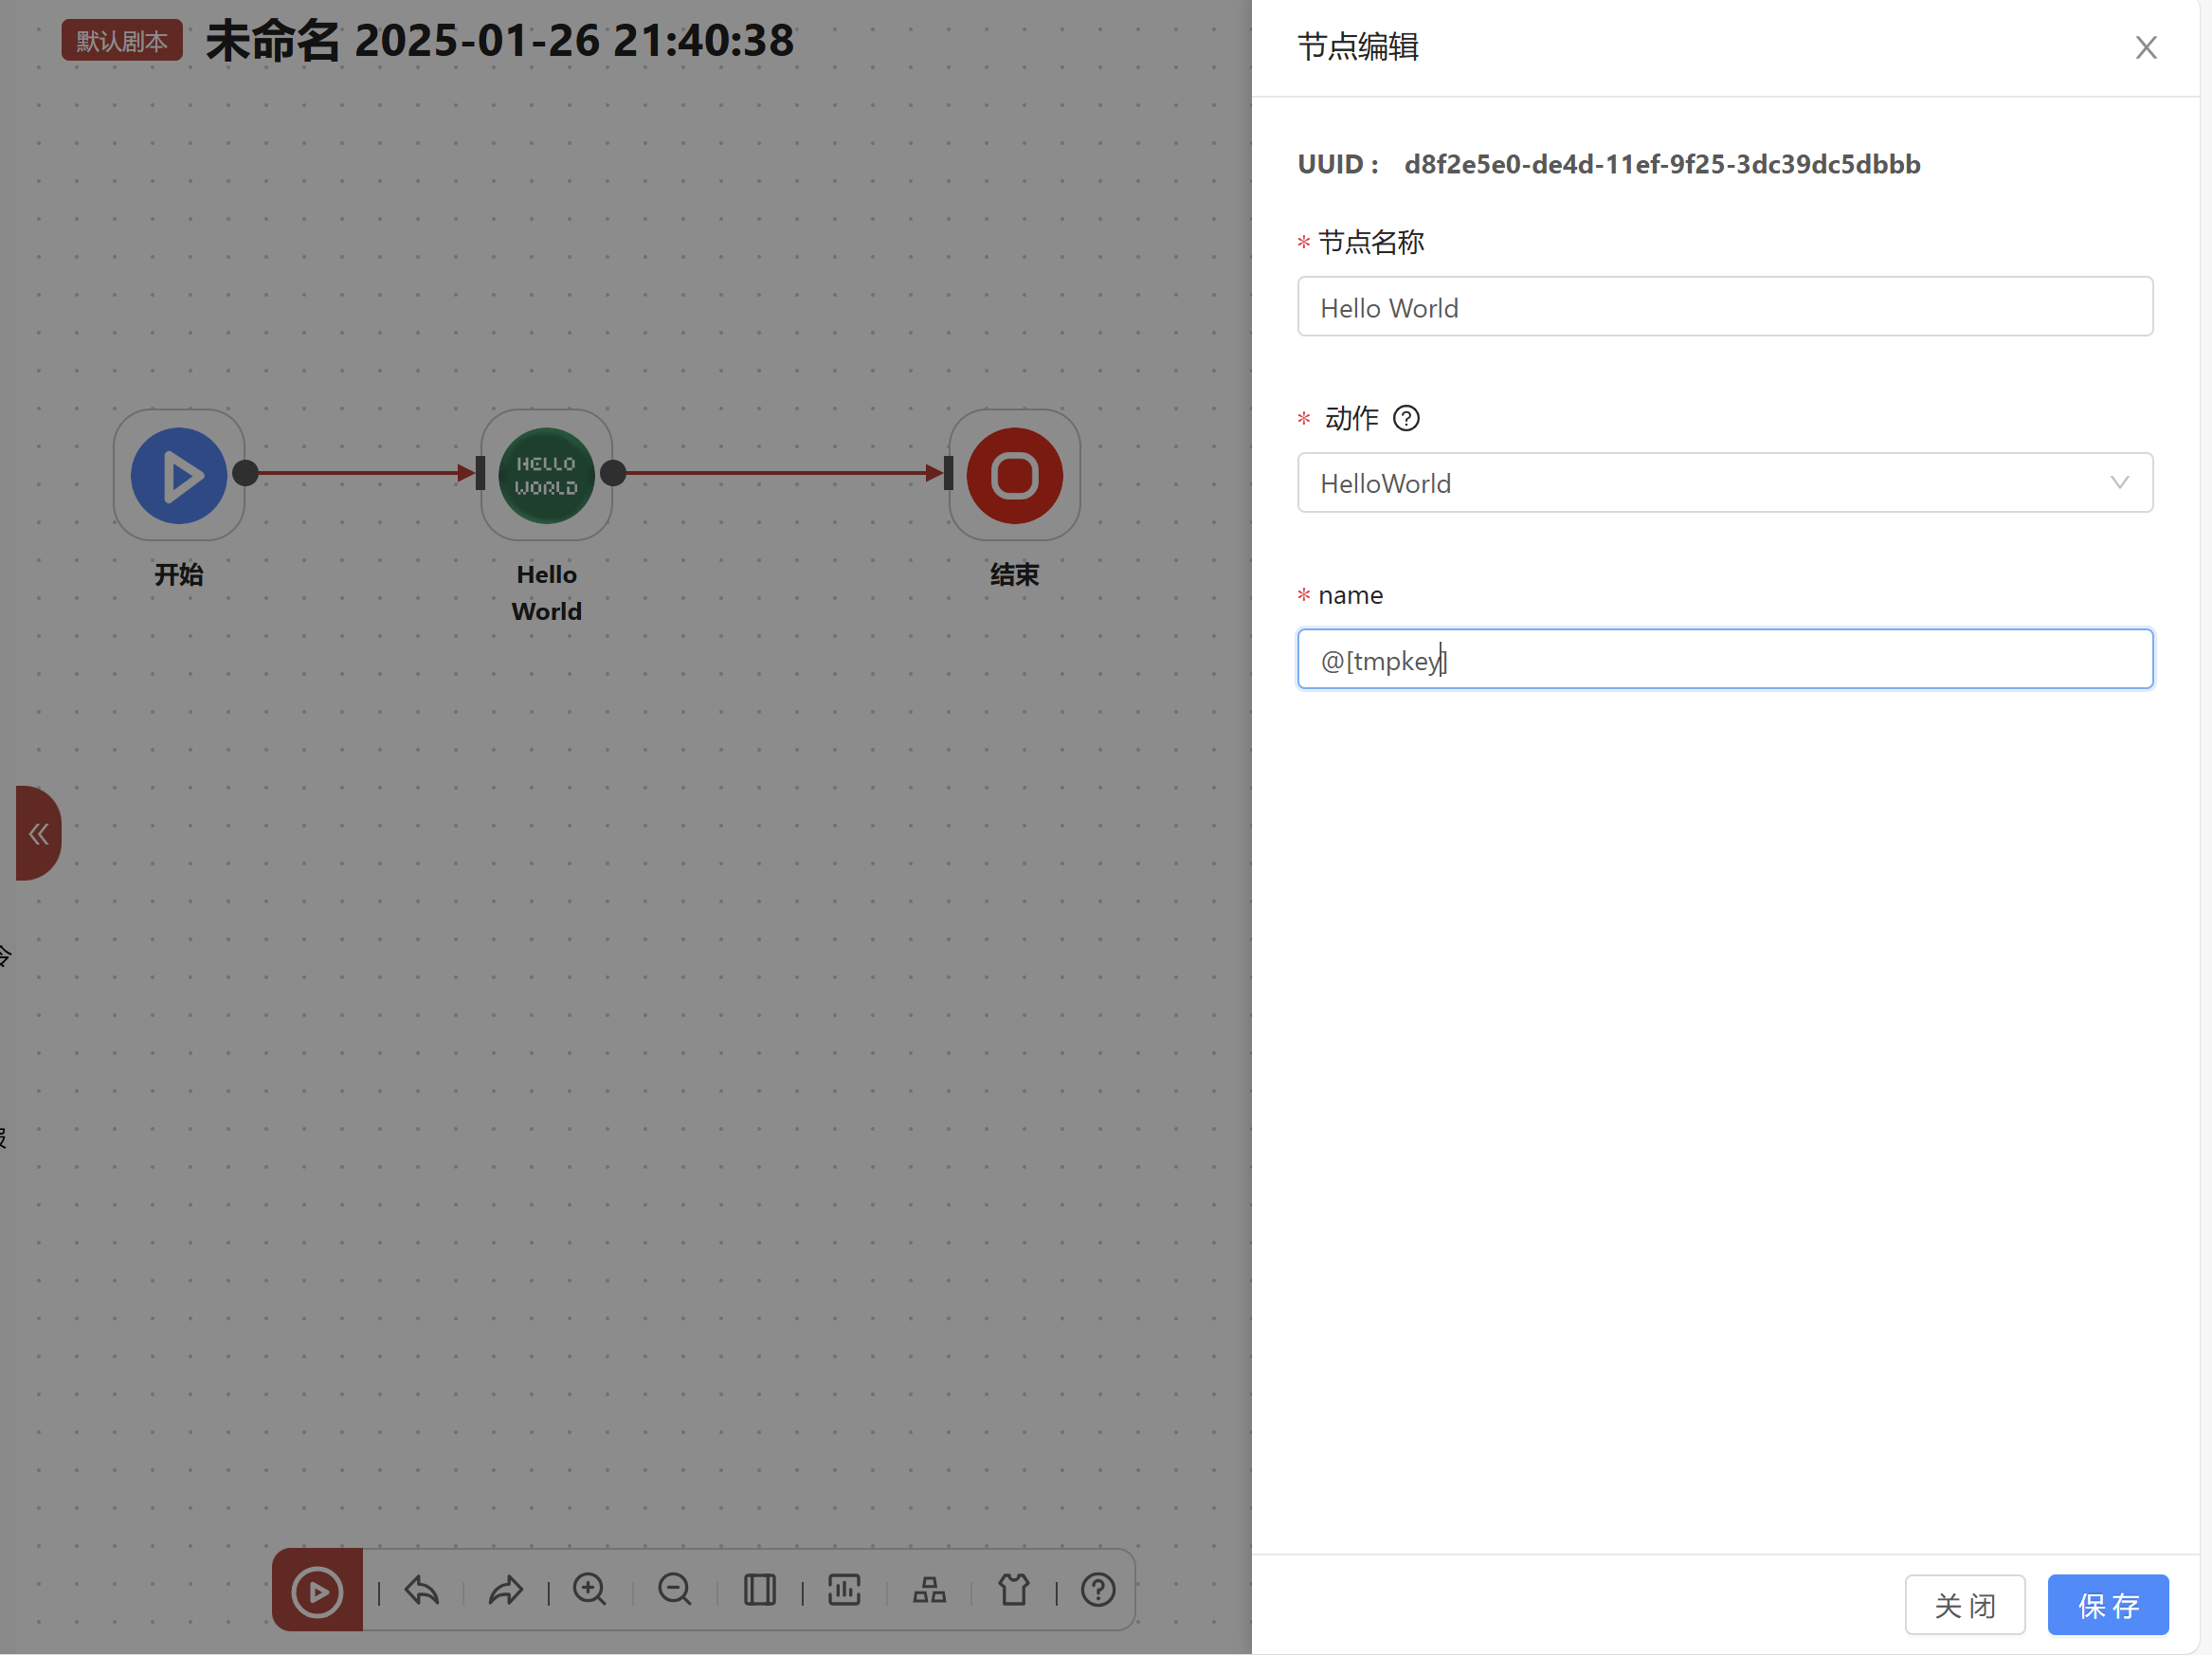 默认剧本 未命名 2025-01-26 21:40:38
HELLO
WORLD
开始
Hello
World
结束
令
节点编辑
UUID： d8f2e5e0-de4d-11ef-9f25-3dc39dc5dbbb
* 节点名称
Hello World
* 动作
HelloWorld
* name
@[tmpkey]
关 闭
保 存